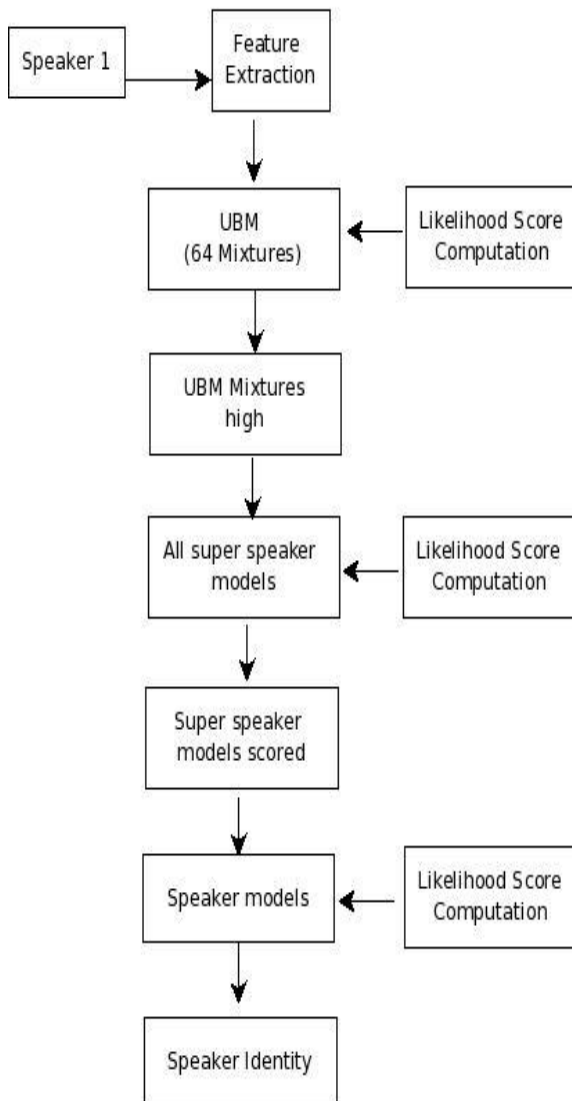 Speaker 1
Feature
Extraction
UBM
(64 Mixtures)
Likelihood Score
Computation
UBM Mixtures
high
All super speaker
models
Likelihood Score
Computation
Super speaker
models scored
Speaker models
Likelihood Score
Computation
Speaker Identity